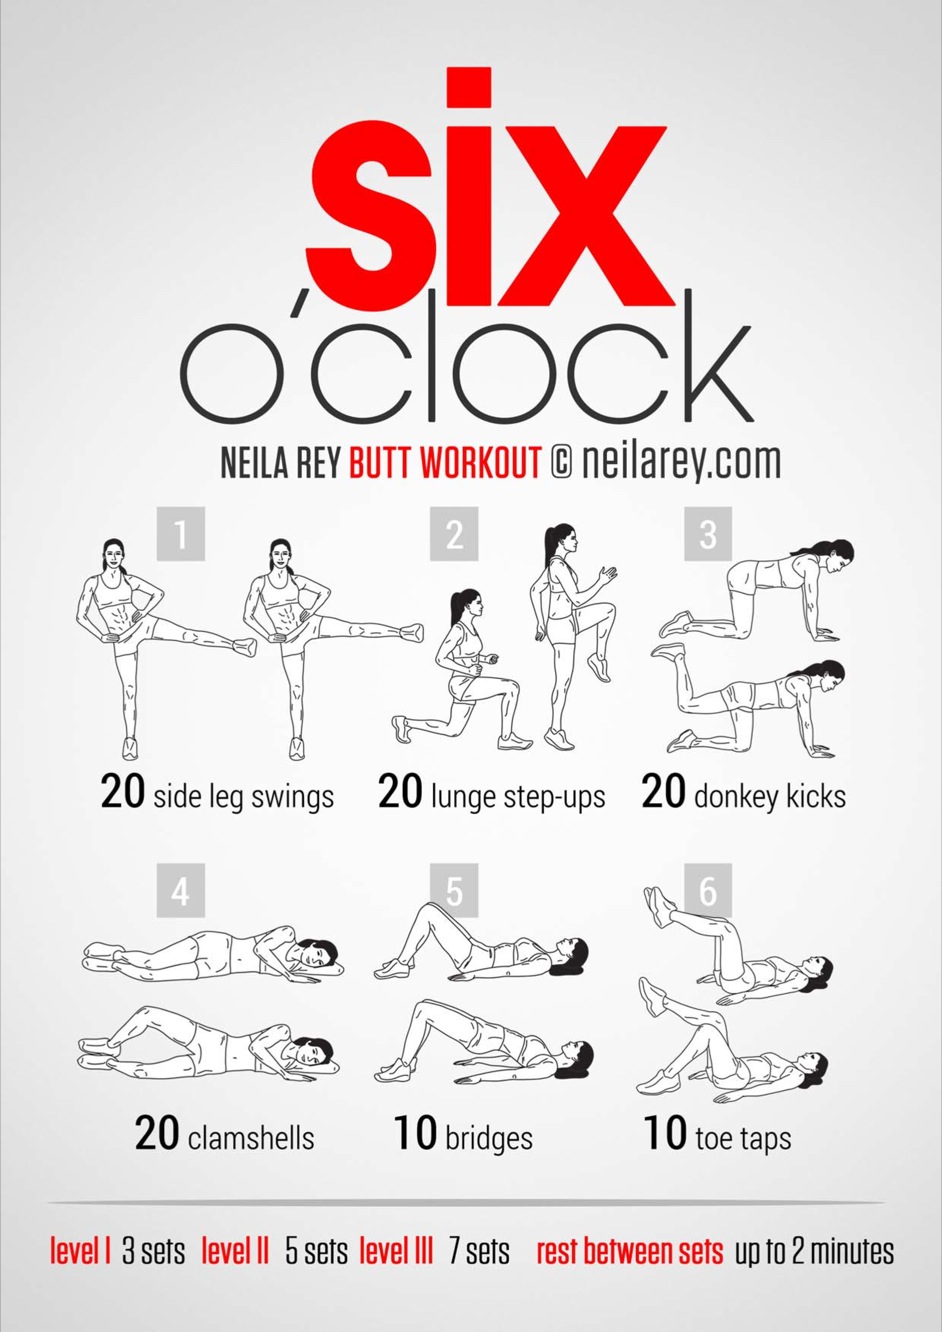 six
o'clock
NEILA REY BUTT WORKOUT © neilarey.com
1
2
3
20 side leg swings
20 lunge step-ups
20 donkey kicks
4
5
6
20 clamshells
10 bridges
10 toe taps
level I 3 sets level II 5 sets level III 7 sets rest between sets up to 2 minutes